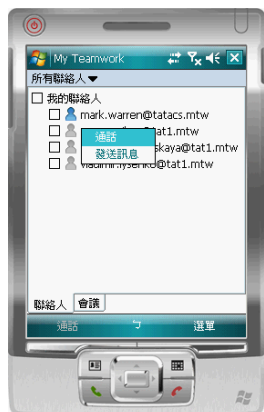 My Teamwork
所有聯絡人
我的聯絡人
mark.warren@tatacs.mtw
@tat1.mtw
通話
skaya@tat1.mtw
發送訊息
vladimir.lysenko@tat1.mtw
聯絡人 會議
通話 選單